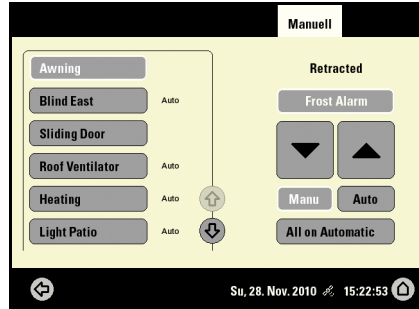 Manuell
Awning
Retracted
Blind East Auto
Frost Alarm
Sliding Door
Roof Ventilator Auto
Heating Auto
Manu Auto
Light Patio Auto
All on Automatic
Su, 28. Nov. 2010 15:22:53